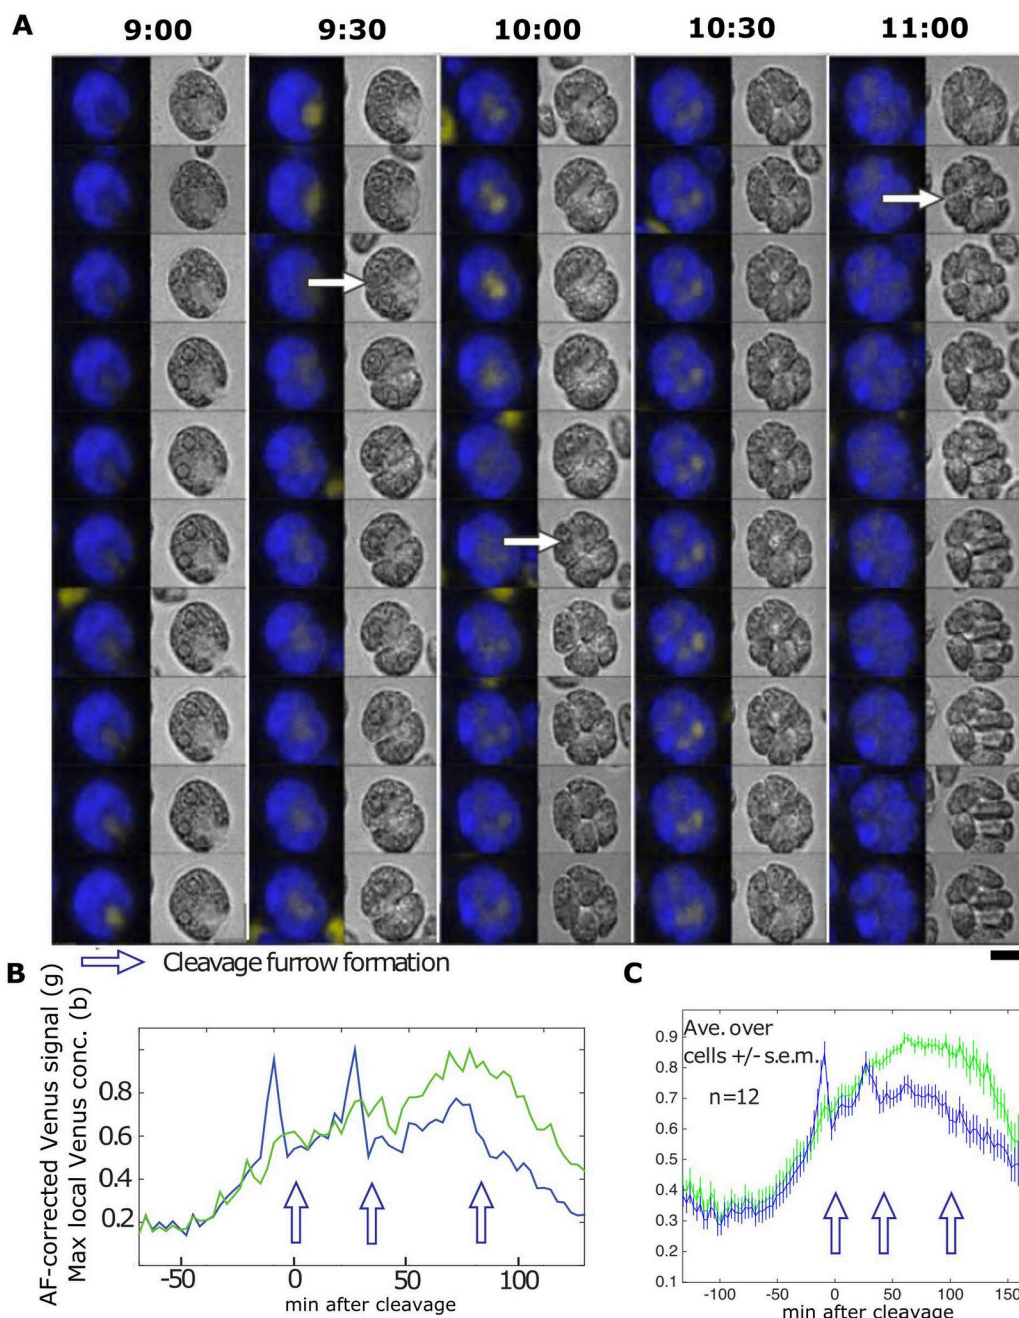 A
9:00 9:30 10:00 10:30 11:00
Cleavage furrow formation
B
AF-corrected Venus signal (g)
Max local Venus conc. (b)
0.8
0.6
0.4
0.2
-50 0 50 100
min after cleavage
C
Ave. over
cells +/- s.e.m.
n=12
0.9
0.8
0.7
0.6
0.5
0.4
0.3
0.2
0.1
-100 -50 0 50 100 150
min after cleavage